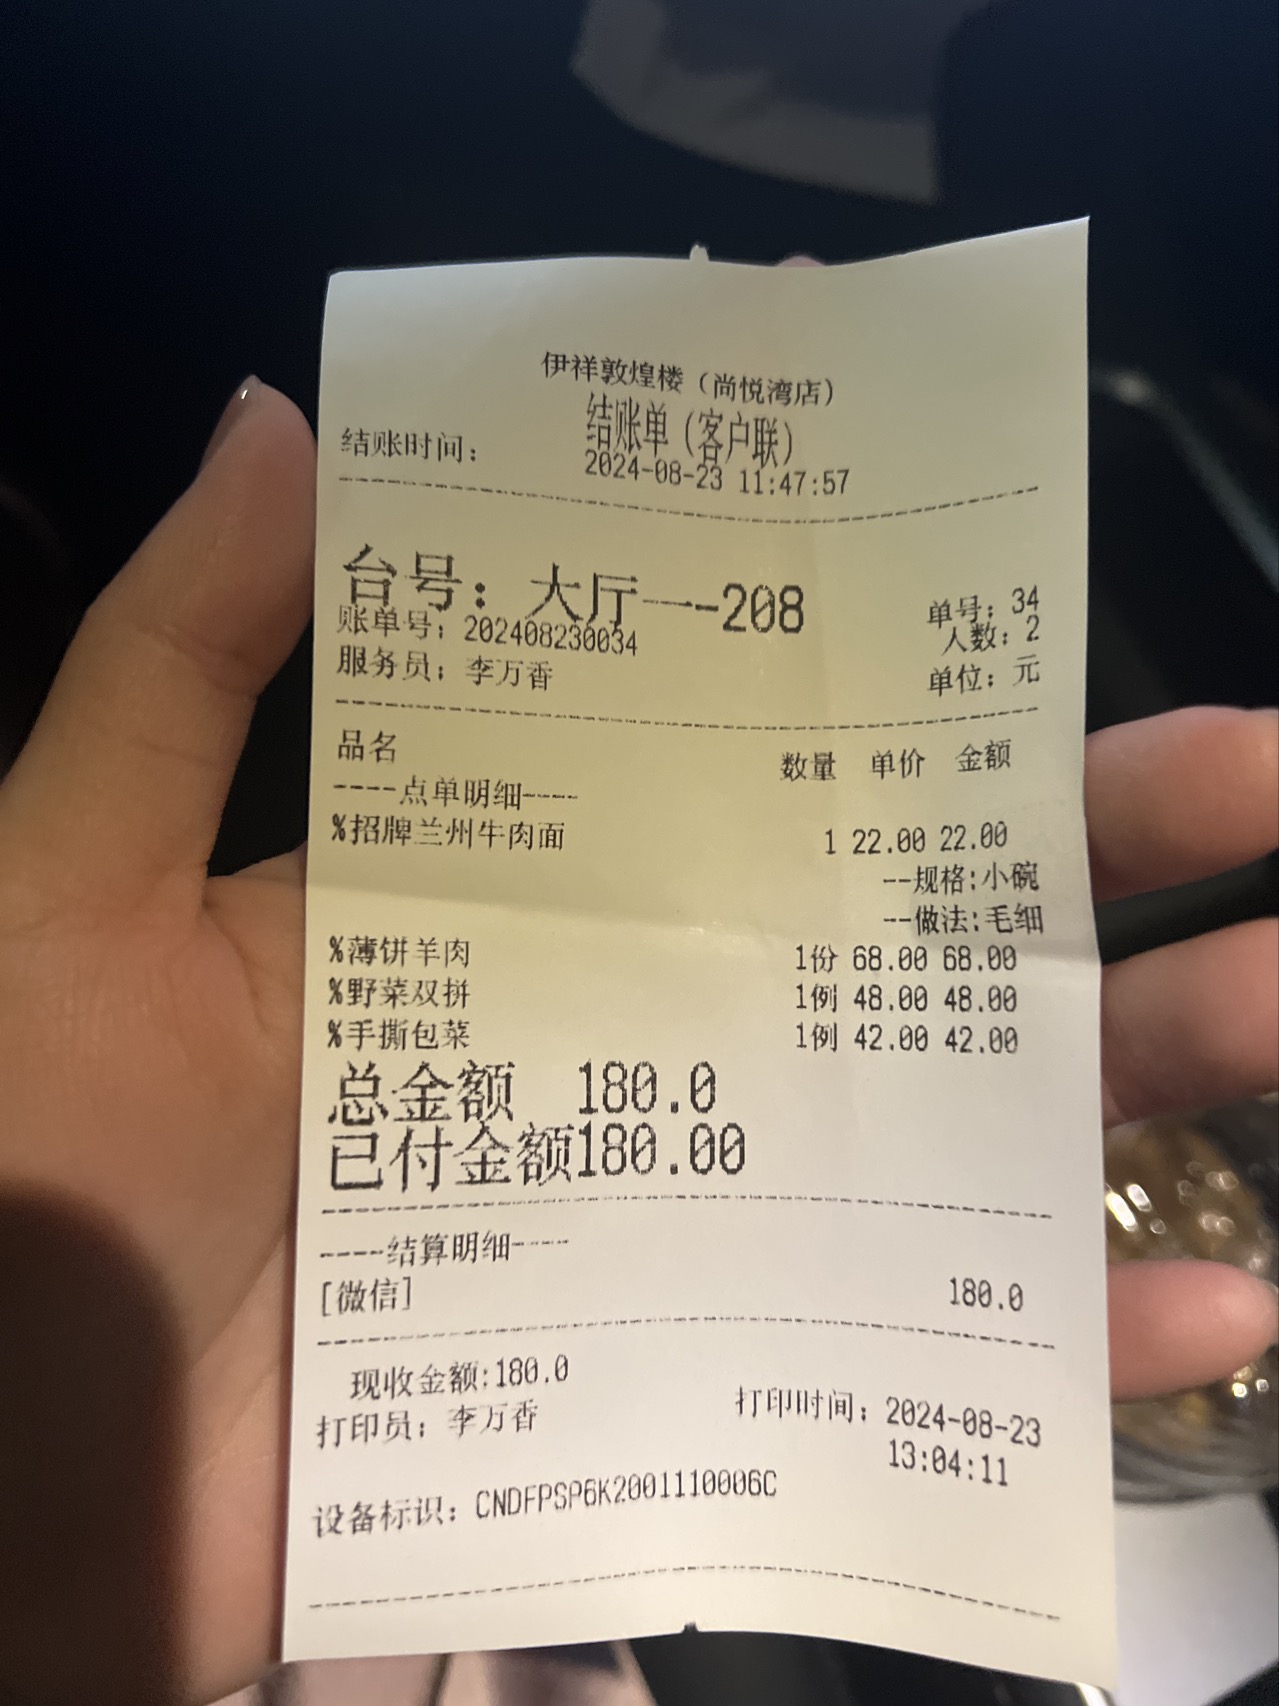 伊祥敦煌楼（尚悦湾店）
结账单（客户联）
结账时间： 2024-08-23 11:47:57
台号：大厅一-208
单号：34
账单号：202408230034 人数：2
服务员：李万香 单位：元
品名 数量 单价 金额
----点单明细----
%招牌兰州牛肉面 1 22.00 22.00
--规格:小碗
--做法:毛细
%薄饼羊肉 1份 68.00 68.00
%野菜双拼 1例 48.00 48.00
%手撕包菜 1例 42.00 42.00
总金额 180.0
已付金额180.00
----结算明细----
[微信] 180.0
现收金额:180.0
打印员：李万香 打印时间：2024-08-23
13:04:11
设备标识：CNDFPSP6K2001110006C